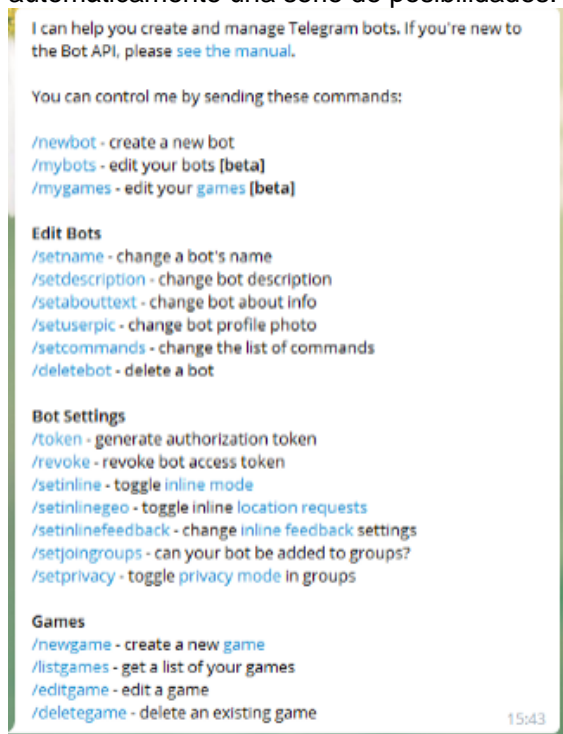 automáticamente una serie de posibilidades.
I can help you create and manage Telegram bots. If you're new to
the Bot API, please see the manual.
You can control me by sending these commands:
/newbot - create a new bot
/mybots - edit your bots [beta]
/mygames - edit your games [beta]
Edit Bots
/setname - change a bot's name
/setdescription - change bot description
/setabouttext - change bot about info
/setuserpic - change bot profile photo
/setcommands - change the list of commands
/deletebot - delete a bot
Bot Settings
/token - generate authorization token
/revoke - revoke bot access token
/setinline - toggle inline mode
/setinlinegeo - toggle inline location requests
/setinlinefeedback - change inline feedback settings
/setjoingroups - can your bot be added to groups?
/setprivacy - toggle privacy mode in groups
Games
/newgame - create a new game
/listgames - get a list of your games
/editgame - edit a game
/deletegame - delete an existing game
15:43